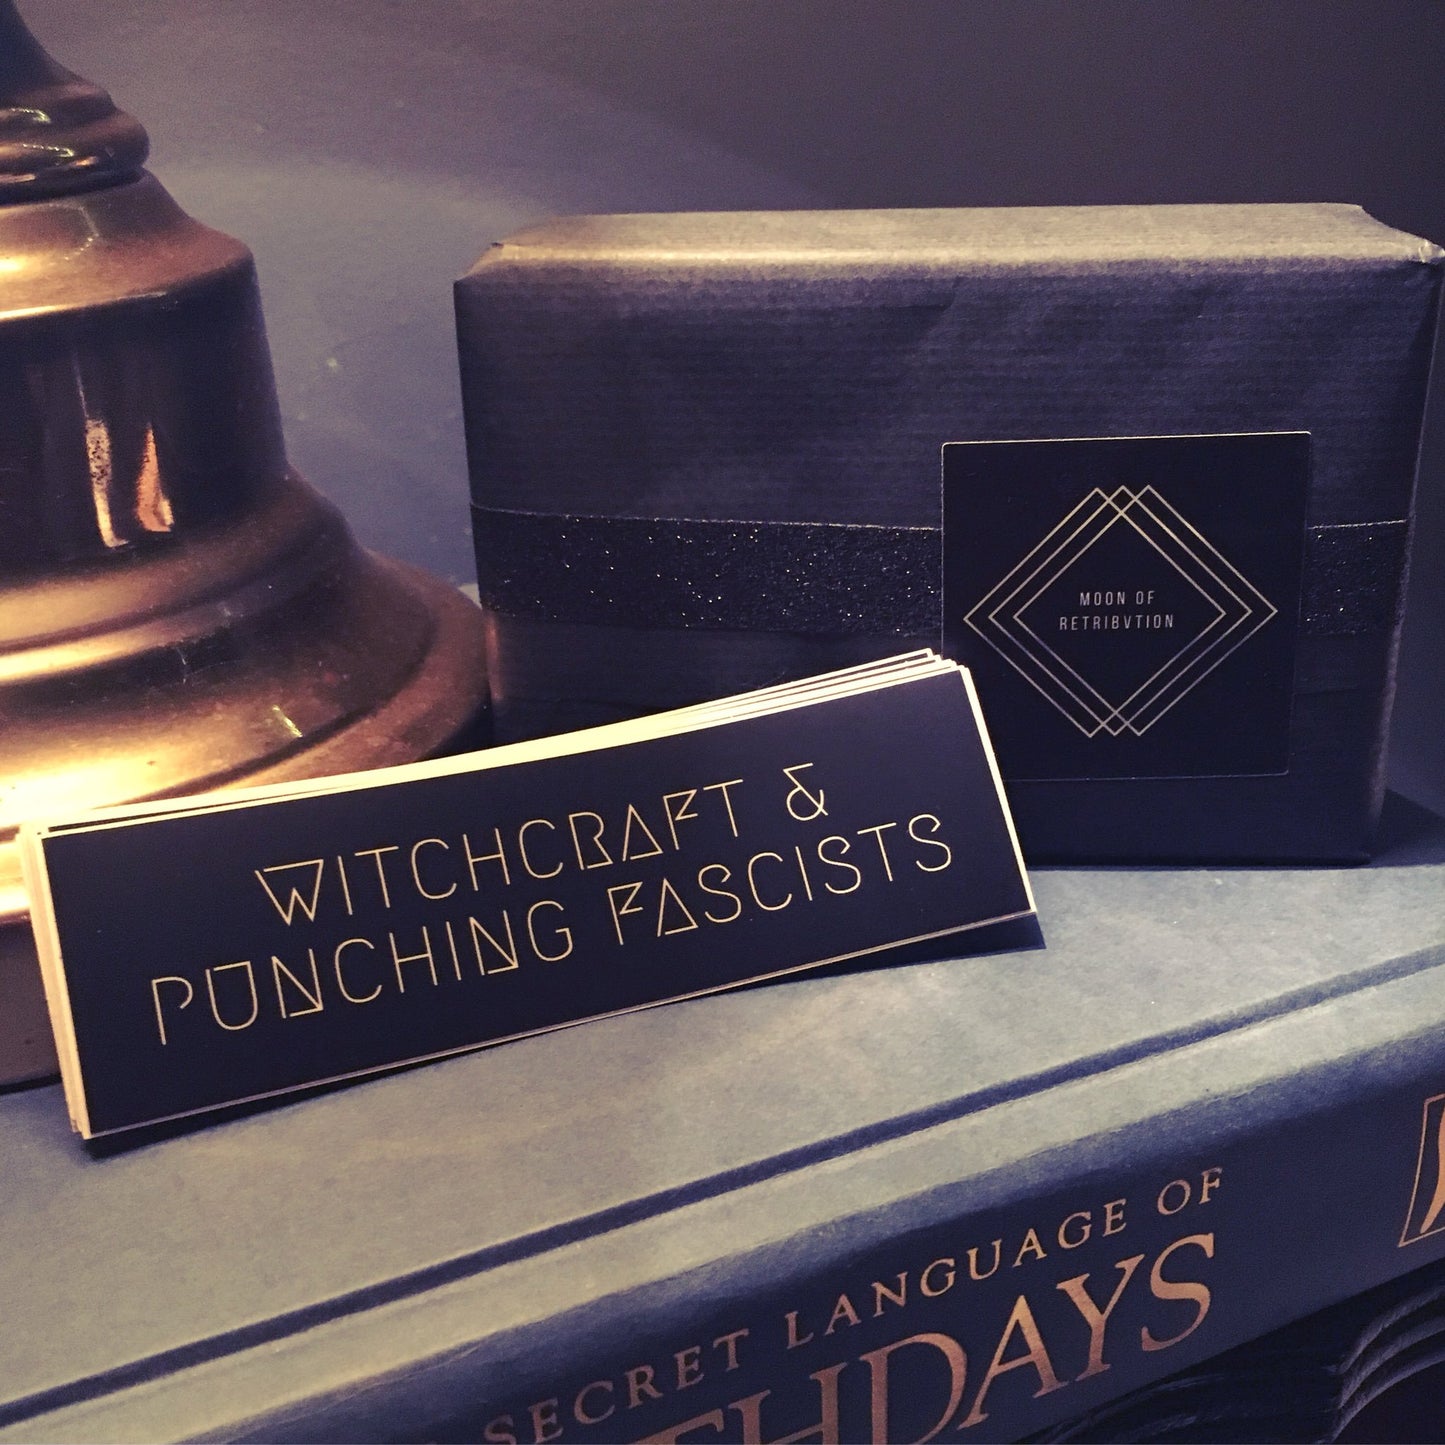 MOON OF
RETRIBVTION
WITCHCRAFT &
PUNCHING FASCISTS
SECRET LANGUAGE OF
THDAYS